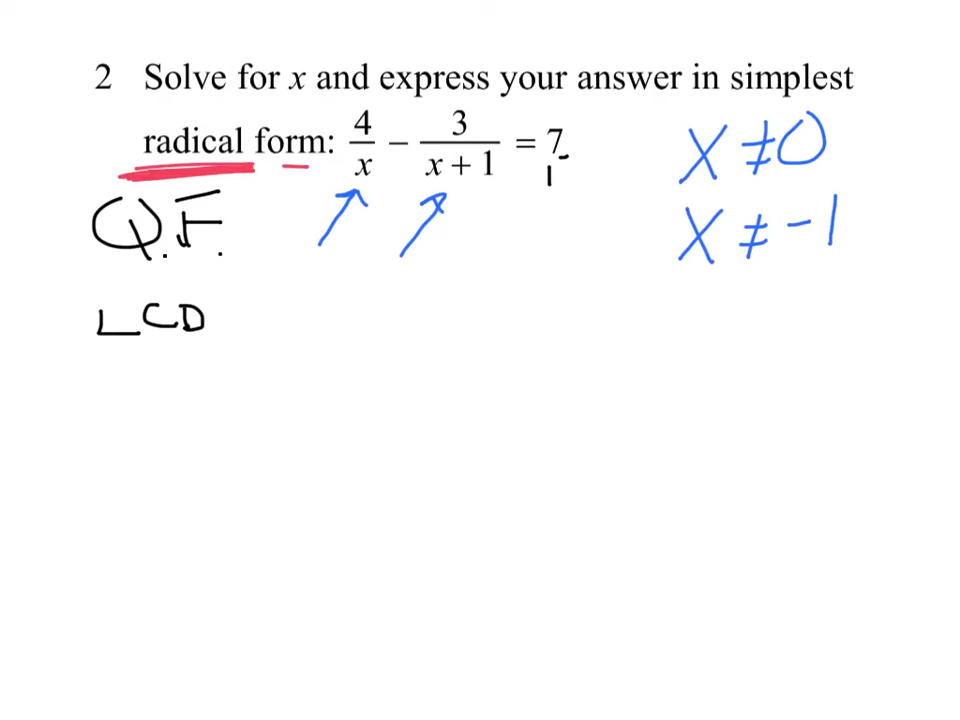 2 Solve for x and express your answer in simplest
radical form: 4/x − 3/(x + 1) = 7/1
x ≠ 0
Q.F.
x ≠ -1
LCD